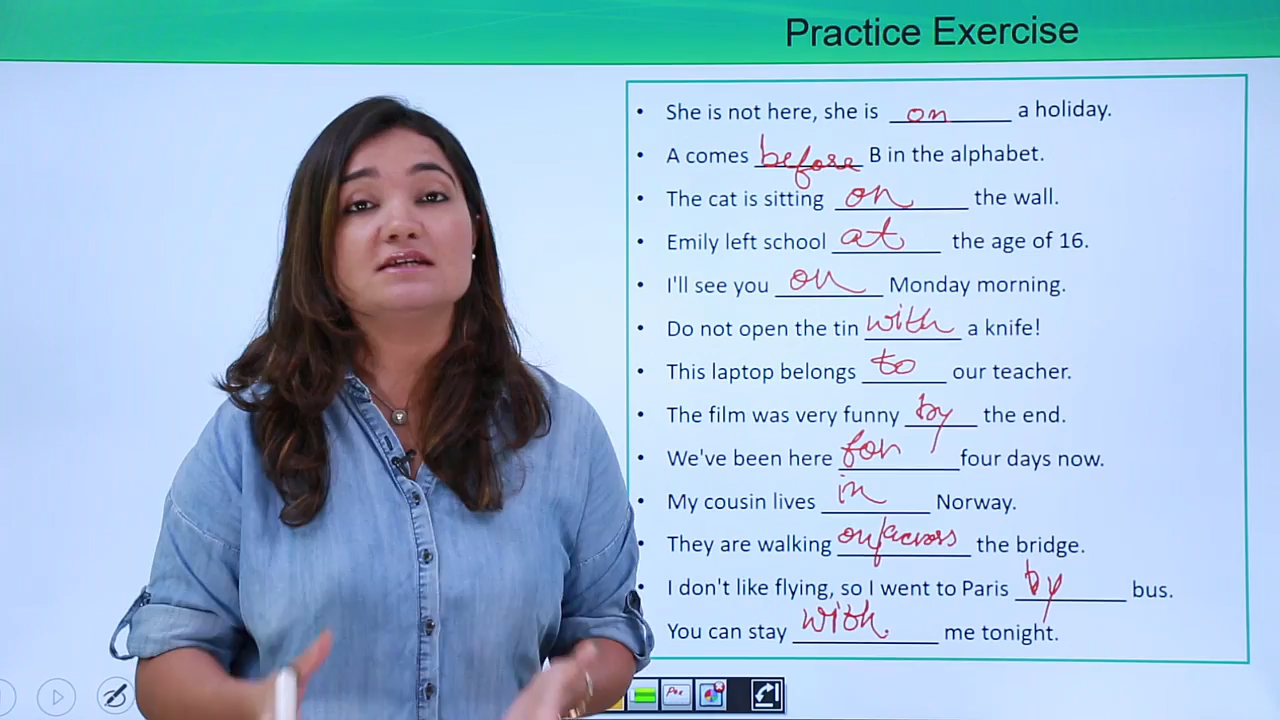 Practice Exercise
• She is not here, she is on a holiday.
• A comes before B in the alphabet.
• The cat is sitting on the wall.
• Emily left school at the age of 16.
• I'll see you on Monday morning.
• Do not open the tin with a knife!
• This laptop belongs to our teacher.
• The film was very funny by the end.
• We've been here for four days now.
• My cousin lives in Norway.
• They are walking on/across the bridge.
• I don't like flying, so I went to Paris by bus.
You can stay with me tonight.
Pen